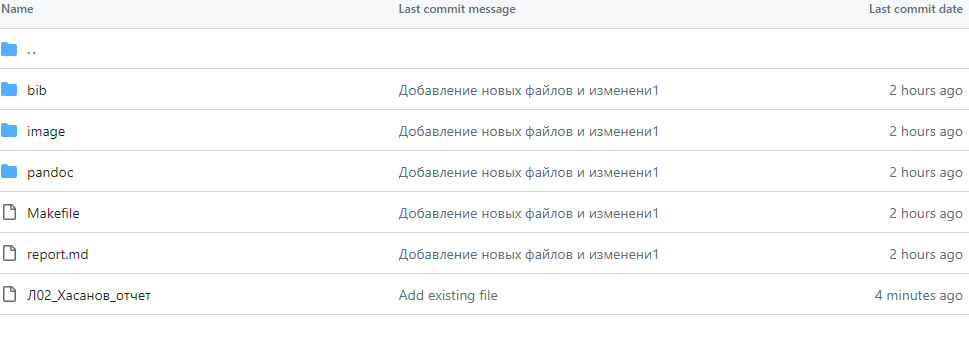 Name Last commit message Last commit date
..
bib Добавление новых файлов и изменени1 2 hours ago
image Добавление новых файлов и изменени1 2 hours ago
pandoc Добавление новых файлов и изменени1 2 hours ago
Makefile Добавление новых файлов и изменени1 2 hours ago
report.md Добавление новых файлов и изменени1 2 hours ago
Л02_Хасанов_отчет Add existing file 4 minutes ago